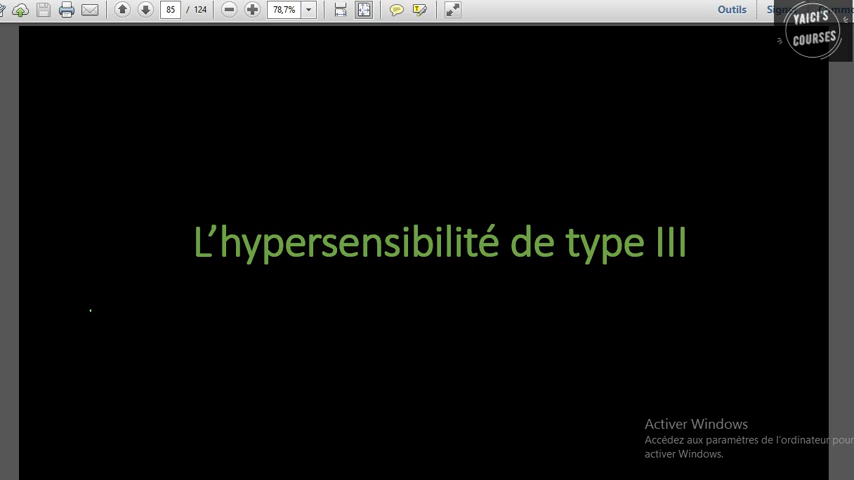 85 / 124 78,7% Outils
YAICI'S
COURSES
L'hypersensibilité de type III
Activer Windows
Accédez aux paramètres de l'ordinateur pour
activer Windows.